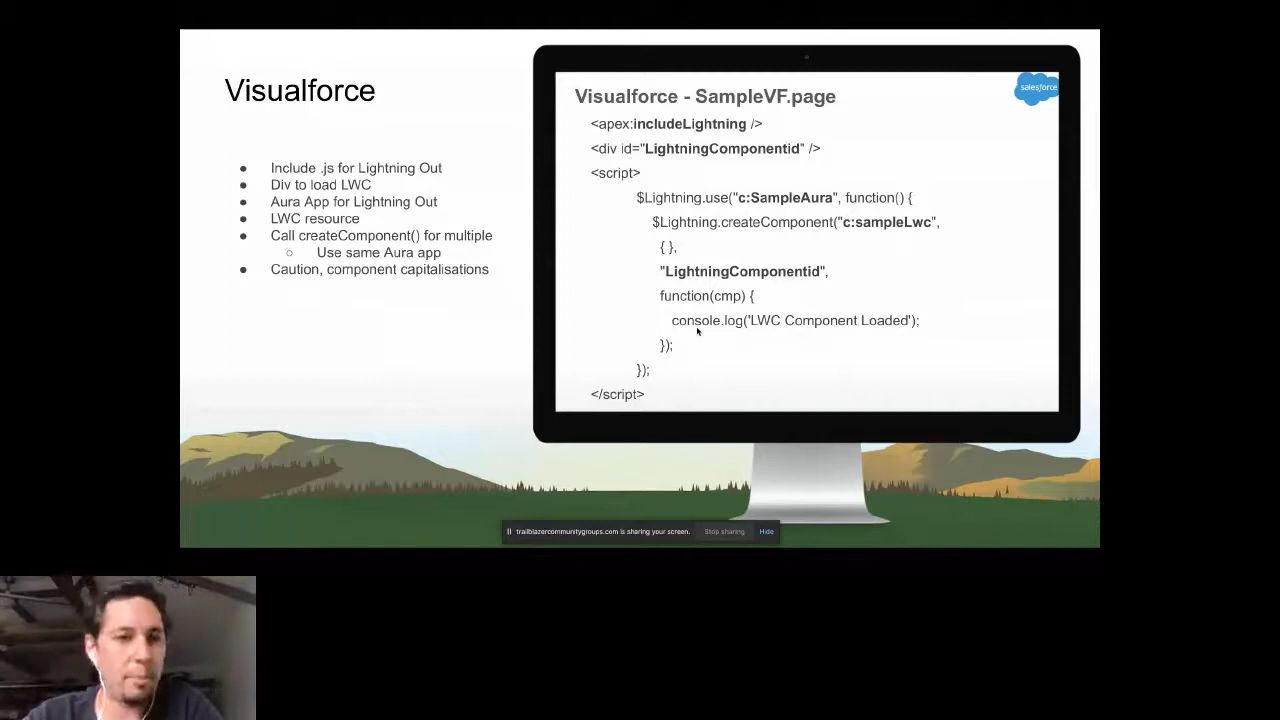 Visualforce
● Include .js for Lightning Out
● Div to load LWC
● Aura App for Lightning Out
● LWC resource
● Call createComponent() for multiple
○ Use same Aura app
● Caution, component capitalisations
Visualforce - SampleVF.page
salesforce
<apex:includeLightning />
<div id="LightningComponentid" />
<script>
$Lightning.use("c:SampleAura", function() {
$Lightning.createComponent("c:sampleLwc",
{ },
"LightningComponentid",
function(cmp) {
console.log('LWC Component Loaded');
});
});
</script>
trailblazercommunitygroups.com is sharing your screen.
Stop sharing
Hide